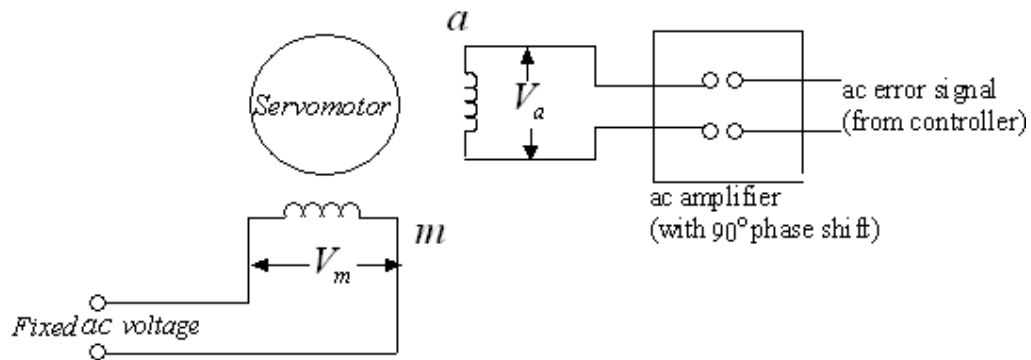 a
Servomotor
V_a
ac error signal
(from controller)
ac amplifier
(with 90° phase shift)
m
V_m
Fixed ac voltage